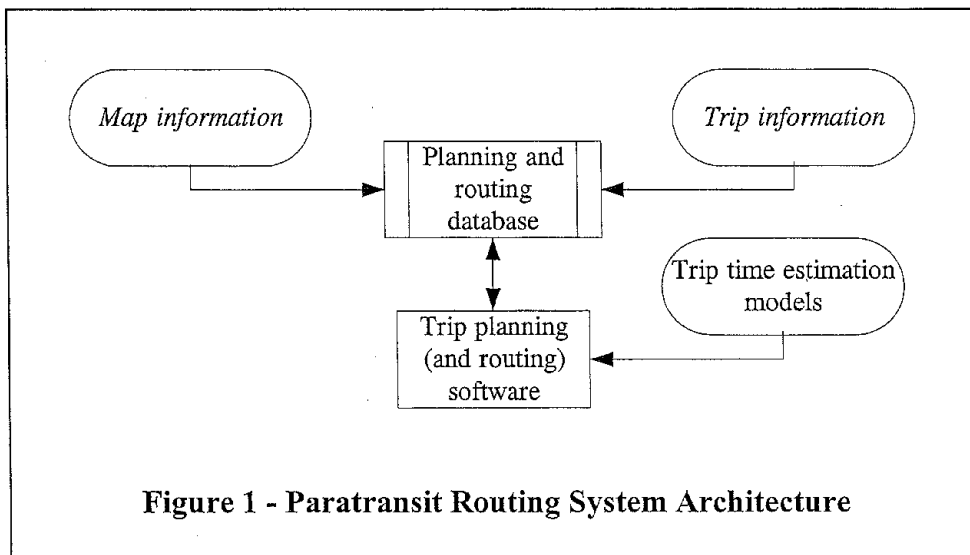 Map information
Trip information
Planning and
routing
database
Trip time estimation
models
Trip planning
(and routing)
software
Figure 1 - Paratransit Routing System Architecture